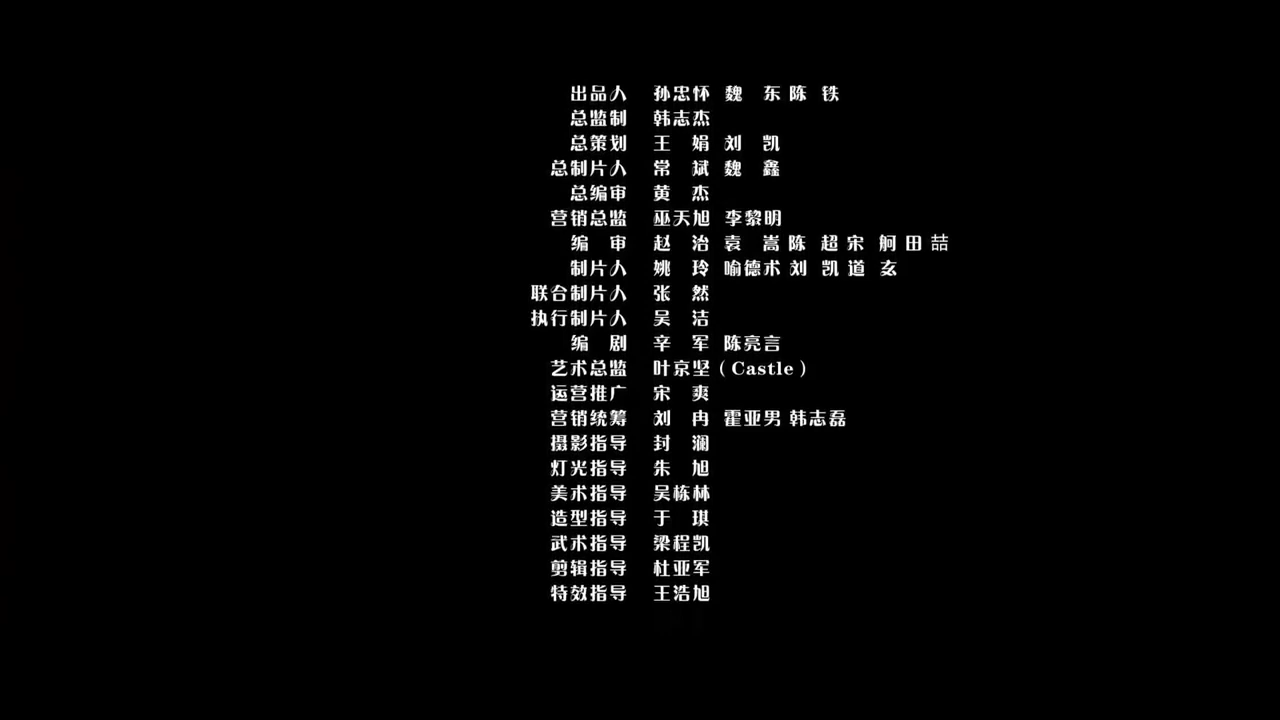 出品人 孙忠怀 魏 东 陈 铁
总监制 韩志杰
总策划 王 娟 刘 凯
总制片人 常 斌 魏 鑫
总编审 黄 杰
营销总监 巫天旭 李黎明
编 审 赵 治 袁 嵩 陈 超 宋 舸 田 喆
制片人 姚 玲 喻德术 刘 凯 道 玄
联合制片人 张 然
执行制片人 吴 洁
编 剧 辛 军 陈亮言
艺术总监 叶京坚（Castle）
运营推广 宋 爽
营销统筹 刘 冉 霍亚男 韩志磊
摄影指导 封 澜
灯光指导 朱 旭
美术指导 吴栋林
造型指导 于 琪
武术指导 梁程凯
剪辑指导 杜亚军
特效指导 王浩旭